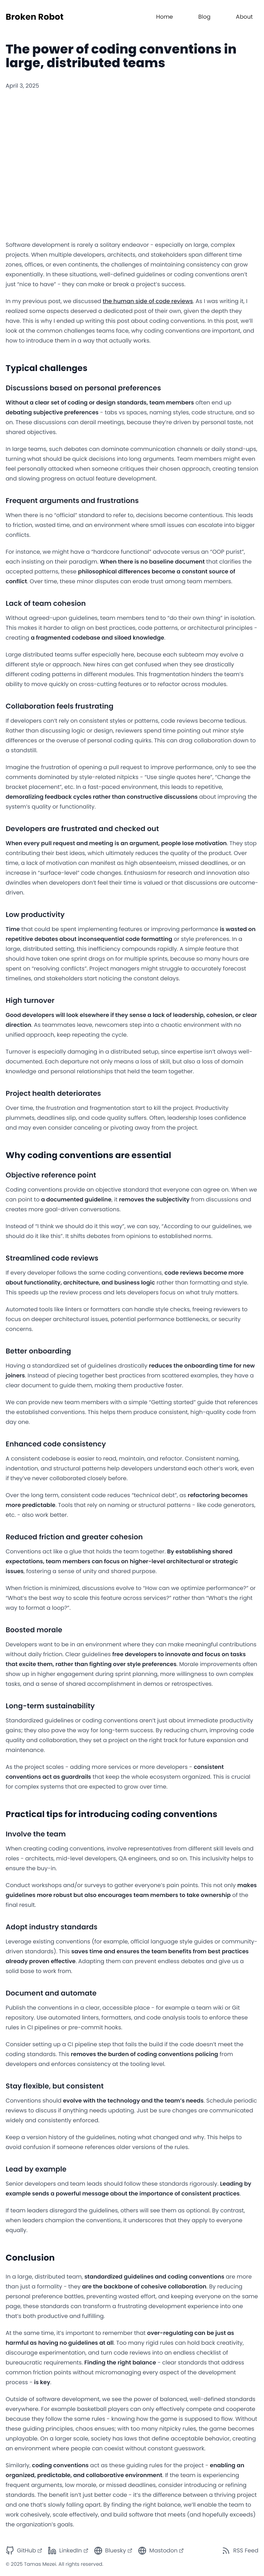 Broken Robot
Home
Blog
About
The power of coding conventions in
large, distributed teams
April 3, 2025
Software development is rarely a solitary endeavor - especially on large, complex
projects. When multiple developers, architects, and stakeholders span different time
zones, offices, or even continents, the challenges of maintaining consistency can grow
exponentially. In these situations, well-defined guidelines or coding conventions aren't
just "nice to have" - they can make or break a project's success.
In my previous post, we discussed the human side of code reviews. As I was writing it, I
realized some aspects deserved a dedicated post of their own, given the depth they
have. This is why I ended up writing this post about coding conventions. In this post, we'll
look at the common challenges teams face, why coding conventions are important, and
how to introduce them in a way that actually works.
Typical challenges
Discussions based on personal preferences
Without a clear set of coding or design standards, team members often end up
debating subjective preferences - tabs vs spaces, naming styles, code structure, and so
on. These discussions can derail meetings, because they're driven by personal taste, not
shared objectives.
In large teams, such debates can dominate communication channels or daily stand-ups,
turning what should be quick decisions into long arguments. Team members might even
feel personally attacked when someone critiques their chosen approach, creating tension
and slowing progress on actual feature development.
Frequent arguments and frustrations
When there is no "official" standard to refer to, decisions become contentious. This leads
to friction, wasted time, and an environment where small issues can escalate into bigger
conflicts.
For instance, we might have a "hardcore functional" advocate versus an "OOP purist",
each insisting on their paradigm. When there is no baseline document that clarifies the
accepted patterns, these philosophical differences become a constant source of
conflict. Over time, these minor disputes can erode trust among team members.
Lack of team cohesion
Without agreed-upon guidelines, team members tend to "do their own thing" in isolation.
This makes it harder to align on best practices, code patterns, or architectural principles -
creating a fragmented codebase and siloed knowledge.
Large distributed teams suffer especially here, because each subteam may evolve a
different style or approach. New hires can get confused when they see drastically
different coding patterns in different modules. This fragmentation hinders the team's
ability to move quickly on cross-cutting features or to refactor across modules.
Collaboration feels frustrating
If developers can't rely on consistent styles or patterns, code reviews become tedious.
Rather than discussing logic or design, reviewers spend time pointing out minor style
differences or the overuse of personal coding quirks. This can drag collaboration down to
a standstill.
Imagine the frustration of opening a pull request to improve performance, only to see the
comments dominated by style-related nitpicks - "Use single quotes here", "Change the
bracket placement", etc. In a fast-paced environment, this leads to repetitive,
demoralizing feedback cycles rather than constructive discussions about improving the
system's quality or functionality.
Developers are frustrated and checked out
When every pull request and meeting is an argument, people lose motivation. They stop
contributing their best ideas, which ultimately reduces the quality of the product. Over
time, a lack of motivation can manifest as high absenteeism, missed deadlines, or an
increase in "surface-level" code changes. Enthusiasm for research and innovation also
dwindles when developers don't feel their time is valued or that discussions are outcome-
driven.
Low productivity
Time that could be spent implementing features or improving performance is wasted on
repetitive debates about inconsequential code formatting or style preferences. In a
large, distributed setting, this inefficiency compounds rapidly. A simple feature that
should have taken one sprint drags on for multiple sprints, because so many hours are
spent on "resolving conflicts". Project managers might struggle to accurately forecast
timelines, and stakeholders start noticing the constant delays.
High turnover
Good developers will look elsewhere if they sense a lack of leadership, cohesion, or clear
direction. As teammates leave, newcomers step into a chaotic environment with no
unified approach, keep repeating the cycle.
Turnover is especially damaging in a distributed setup, since expertise isn't always well-
documented. Each departure not only means a loss of skill, but also a loss of domain
knowledge and personal relationships that held the team together.
Project health deteriorates
Over time, the frustration and fragmentation start to kill the project. Productivity
plummets, deadlines slip, and code quality suffers. Often, leadership loses confidence
and may even consider canceling or pivoting away from the project.
Why coding conventions are essential
Objective reference point
Coding conventions provide an objective standard that everyone can agree on. When we
can point to a documented guideline, it removes the subjectivity from discussions and
creates more goal-driven conversations.
Instead of "I think we should do it this way", we can say, "According to our guidelines, we
should do it like this". It shifts debates from opinions to established norms.
Streamlined code reviews
If every developer follows the same coding conventions, code reviews become more
about functionality, architecture, and business logic rather than formatting and style.
This speeds up the review process and lets developers focus on what truly matters.
Automated tools like linters or formatters can handle style checks, freeing reviewers to
focus on deeper architectural issues, potential performance bottlenecks, or security
concerns.
Better onboarding
Having a standardized set of guidelines drastically reduces the onboarding time for new
joiners. Instead of piecing together best practices from scattered examples, they have a
clear document to guide them, making them productive faster.
We can provide new team members with a simple "Getting started" guide that references
the established conventions. This helps them produce consistent, high-quality code from
day one.
Enhanced code consistency
A consistent codebase is easier to read, maintain, and refactor. Consistent naming,
indentation, and structural patterns help developers understand each other's work, even
if they've never collaborated closely before.
Over the long term, consistent code reduces "technical debt", as refactoring becomes
more predictable. Tools that rely on naming or structural patterns - like code generators,
etc. - also work better.
Reduced friction and greater cohesion
Conventions act like a glue that holds the team together. By establishing shared
expectations, team members can focus on higher-level architectural or strategic
issues, fostering a sense of unity and shared purpose.
When friction is minimized, discussions evolve to "How can we optimize performance?" or
"What's the best way to scale this feature across services?" rather than "What's the right
way to format a loop?".
Boosted morale
Developers want to be in an environment where they can make meaningful contributions
without daily friction. Clear guidelines free developers to innovate and focus on tasks
that excite them, rather than fighting over style preferences. Morale improvements often
show up in higher engagement during sprint planning, more willingness to own complex
tasks, and a sense of shared accomplishment in demos or retrospectives.
Long-term sustainability
Standardized guidelines or coding conventions aren't just about immediate productivity
gains; they also pave the way for long-term success. By reducing churn, improving code
quality and collaboration, they set a project on the right track for future expansion and
maintenance.
As the project scales - adding more services or more developers - consistent
conventions act as guardrails that keep the whole ecosystem organized. This is crucial
for complex systems that are expected to grow over time.
Practical tips for introducing coding conventions
Involve the team
When creating coding conventions, involve representatives from different skill levels and
roles - architects, mid-level developers, QA engineers, and so on. This inclusivity helps to
ensure the buy-in.
Conduct workshops and/or surveys to gather everyone's pain points. This not only makes
guidelines more robust but also encourages team members to take ownership of the
final result.
Adopt industry standards
Leverage existing conventions (for example, official language style guides or community-
driven standards). This saves time and ensures the team benefits from best practices
already proven effective. Adapting them can prevent endless debates and give us a
solid base to work from.
Document and automate
Publish the conventions in a clear, accessible place - for example a team wiki or Git
repository. Use automated linters, formatters, and code analysis tools to enforce these
rules in CI pipelines or pre-commit hooks.
Consider setting up a CI pipeline step that fails the build if the code doesn't meet the
coding standards. This removes the burden of coding conventions policing from
developers and enforces consistency at the tooling level.
Stay flexible, but consistent
Conventions should evolve with the technology and the team's needs. Schedule periodic
reviews to discuss if anything needs updating. Just be sure changes are communicated
widely and consistently enforced.
Keep a version history of the guidelines, noting what changed and why. This helps to
avoid confusion if someone references older versions of the rules.
Lead by example
Senior developers and team leads should follow these standards rigorously. Leading by
example sends a powerful message about the importance of consistent practices.
If team leaders disregard the guidelines, others will see them as optional. By contrast,
when leaders champion the conventions, it underscores that they apply to everyone
equally.
Conclusion
In a large, distributed team, standardized guidelines and coding conventions are more
than just a formality - they are the backbone of cohesive collaboration. By reducing
personal preference battles, preventing wasted effort, and keeping everyone on the same
page, these standards can transform a frustrating development experience into one
that's both productive and fulfilling.
At the same time, it's important to remember that over-regulating can be just as
harmful as having no guidelines at all. Too many rigid rules can hold back creativity,
discourage experimentation, and turn code reviews into an endless checklist of
bureaucratic requirements. Finding the right balance - clear standards that address
common friction points without micromanaging every aspect of the development
process - is key.
Outside of software development, we see the power of balanced, well-defined standards
everywhere. For example basketball players can only effectively compete and cooperate
because they follow the same rules - knowing how the game is supposed to flow. Without
these guiding principles, chaos ensues; with too many nitpicky rules, the game becomes
unplayable. On a larger scale, society has laws that define acceptable behavior, creating
an environment where people can coexist without constant guesswork.
Similarly, coding conventions act as these guiding rules for the project - enabling an
organized, predictable, and collaborative environment. If the team is experiencing
frequent arguments, low morale, or missed deadlines, consider introducing or refining
standards. The benefit isn't just better code - it's the difference between a thriving project
and one that's slowly falling apart. By finding the right balance, we'll enable the team to
work cohesively, scale effectively, and build software that meets (and hopefully exceeds)
the organization's goals.
GitHub
LinkedIn
Bluesky
Mastodon
RSS Feed
© 2025 Tamas Mesei. All rights reserved.